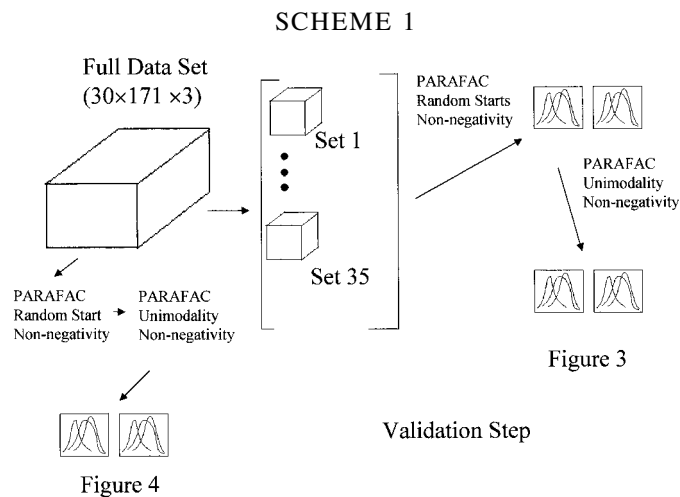 SCHEME 1
Full Data Set
(30×171 ×3)
Set 1
Set 35
PARAFAC
Random Starts
Non-negativity
PARAFAC
Unimodality
Non-negativity
Figure 3
PARAFAC
Random Start
Non-negativity
PARAFAC
Unimodality
Non-negativity
Figure 4
Validation Step